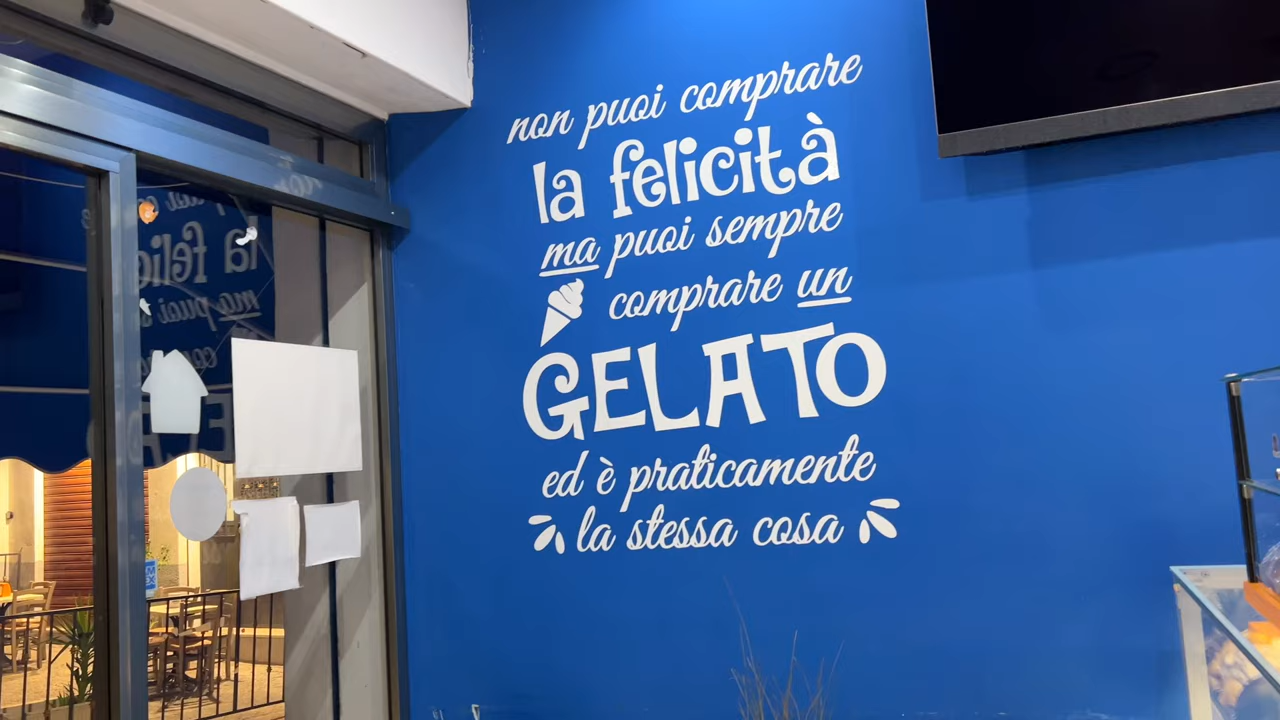 non puoi comprare
la felicità
ma puoi sempre
comprare un
GELATO
ed è praticamente
la stessa cosa